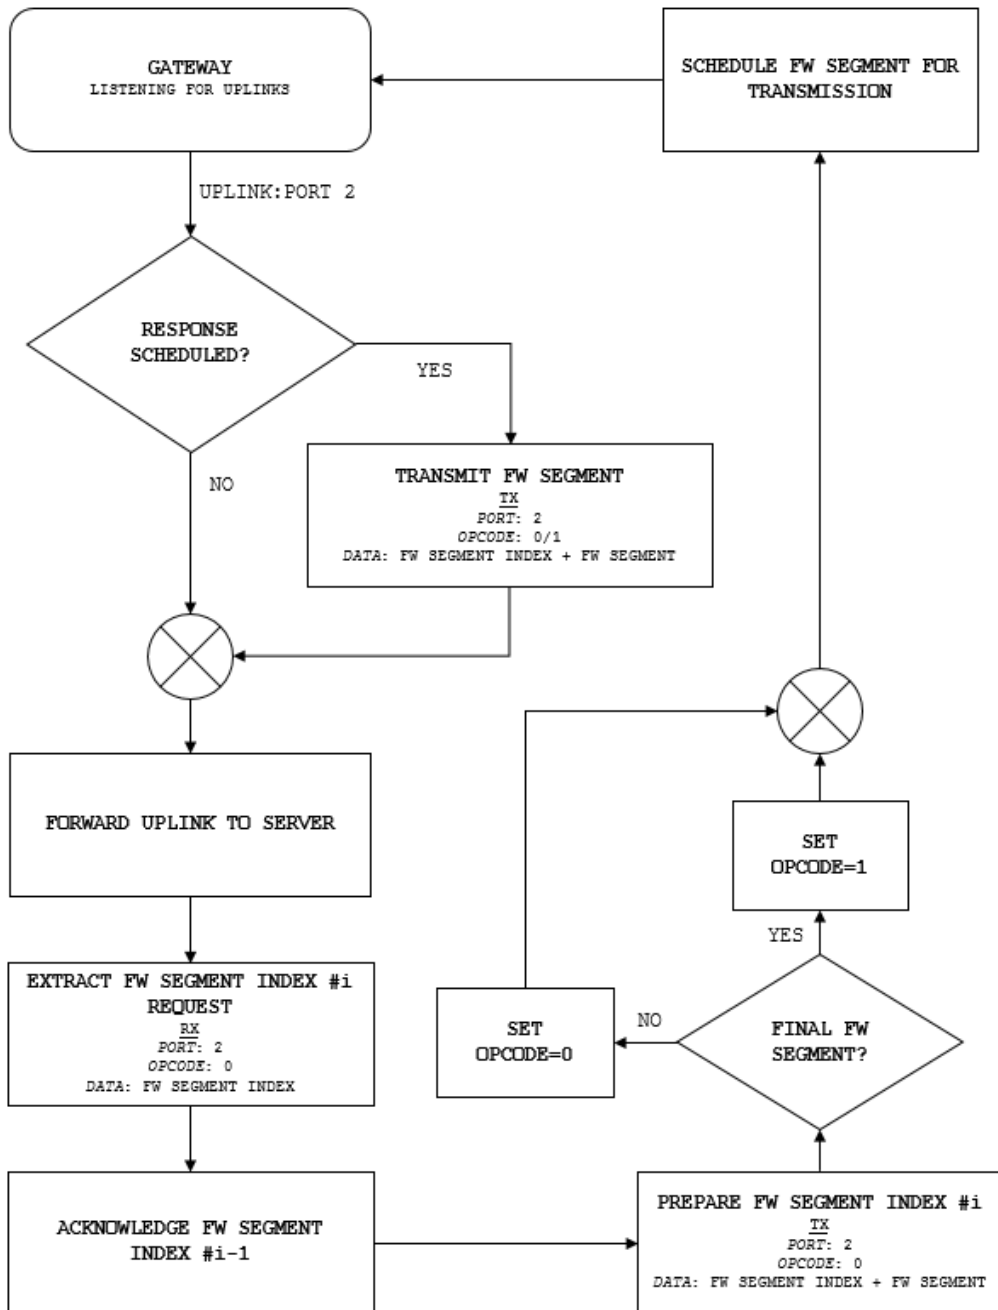 GATEWAY
LISTENING FOR UPLINKS
SCHEDULE FW SEGMENT FOR
TRANSMISSION
UPLINK:PORT 2
RESPONSE
SCHEDULED?
YES
NO
TRANSMIT FW SEGMENT
TX
PORT: 2
OPCODE: 0/1
DATA: FW SEGMENT INDEX + FW SEGMENT
FORWARD UPLINK TO SERVER
SET
OPCODE=1
YES
EXTRACT FW SEGMENT INDEX #i
REQUEST
RX
PORT: 2
OPCODE: 0
DATA: FW SEGMENT INDEX
SET
OPCODE=0
NO
FINAL FW
SEGMENT?
ACKNOWLEDGE FW SEGMENT
INDEX #i-1
PREPARE FW SEGMENT INDEX #i
TX
PORT: 2
OPCODE: 0
DATA: FW SEGMENT INDEX + FW SEGMENT